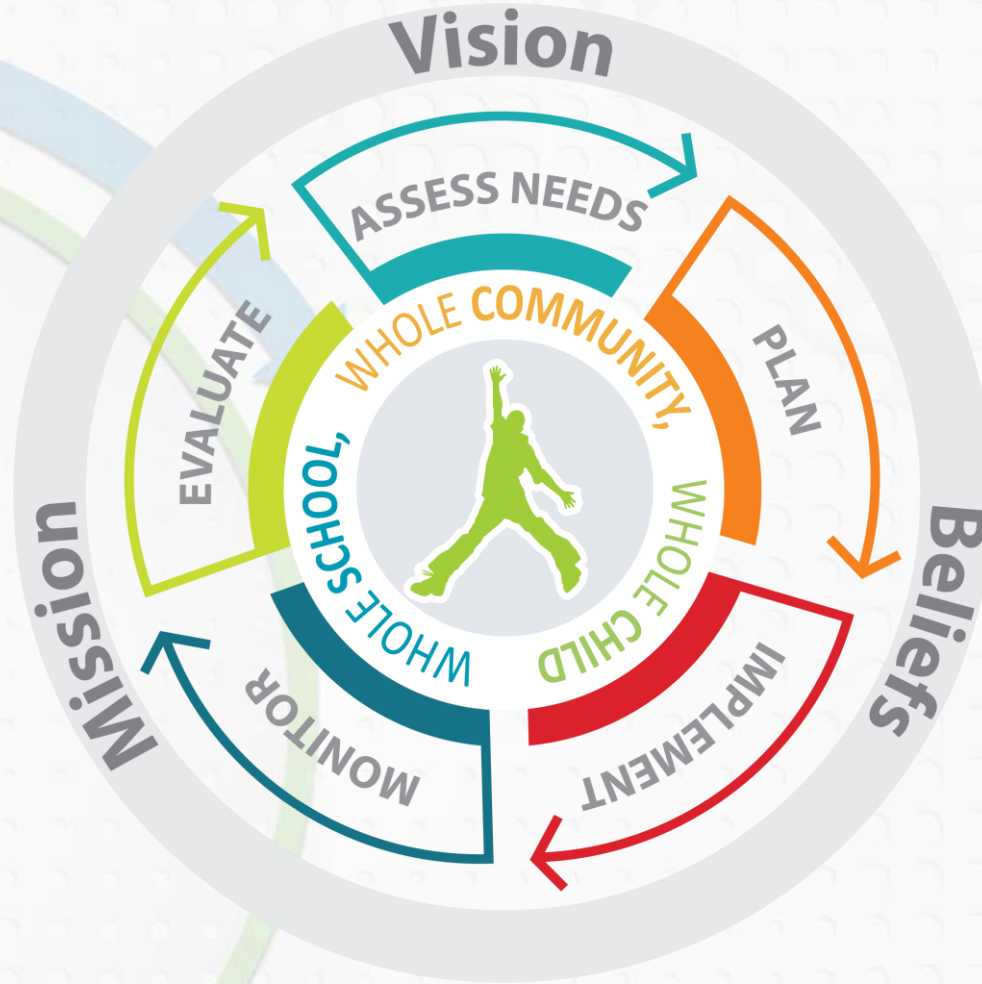 Vision
Beliefs
Mission
ASSESS NEEDS
PLAN
IMPLEMENT
MONITOR
EVALUATE
WHOLE SCHOOL,
WHOLE COMMUNITY,
WHOLE CHILD